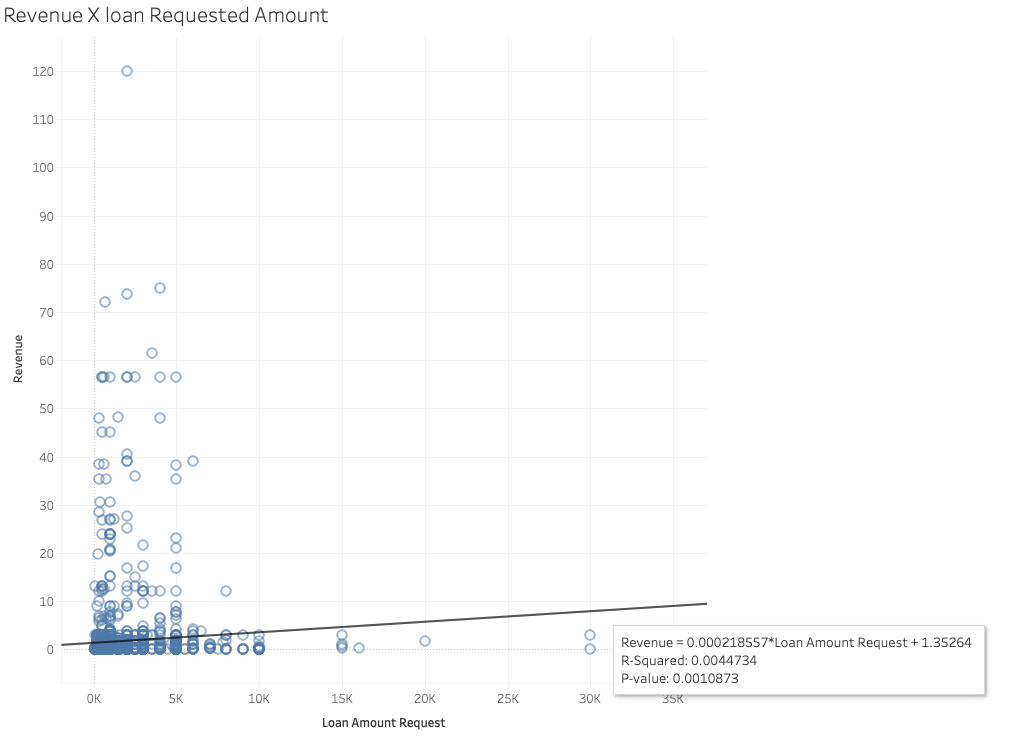 Revenue X loan Requested Amount
120
110
100
90
80
70
60
50
40
30
20
10
0
Revenue
Revenue = 0.000218557*Loan Amount Request + 1.35264
R-Squared: 0.0044734
P-value: 0.0010873
0K 5K 10K 15K 20K 25K 30K 35K
Loan Amount Request